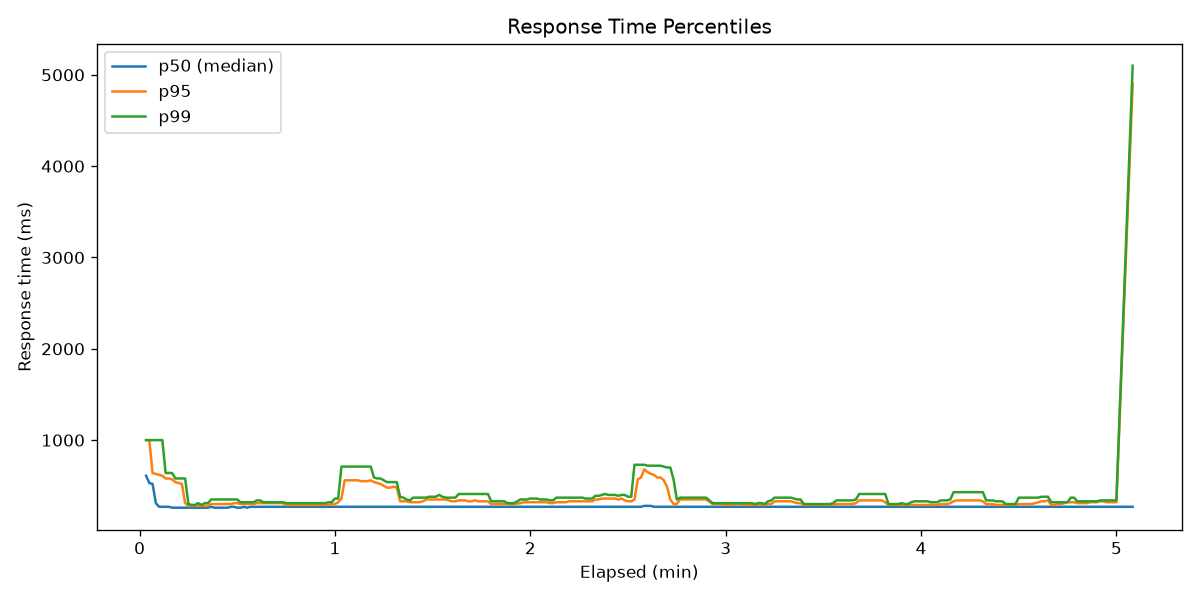 Response Time Percentiles
p50 (median)
p95
p99
Response time (ms)
5000
4000
3000
2000
1000
0 1 2 3 4 5
Elapsed (min)